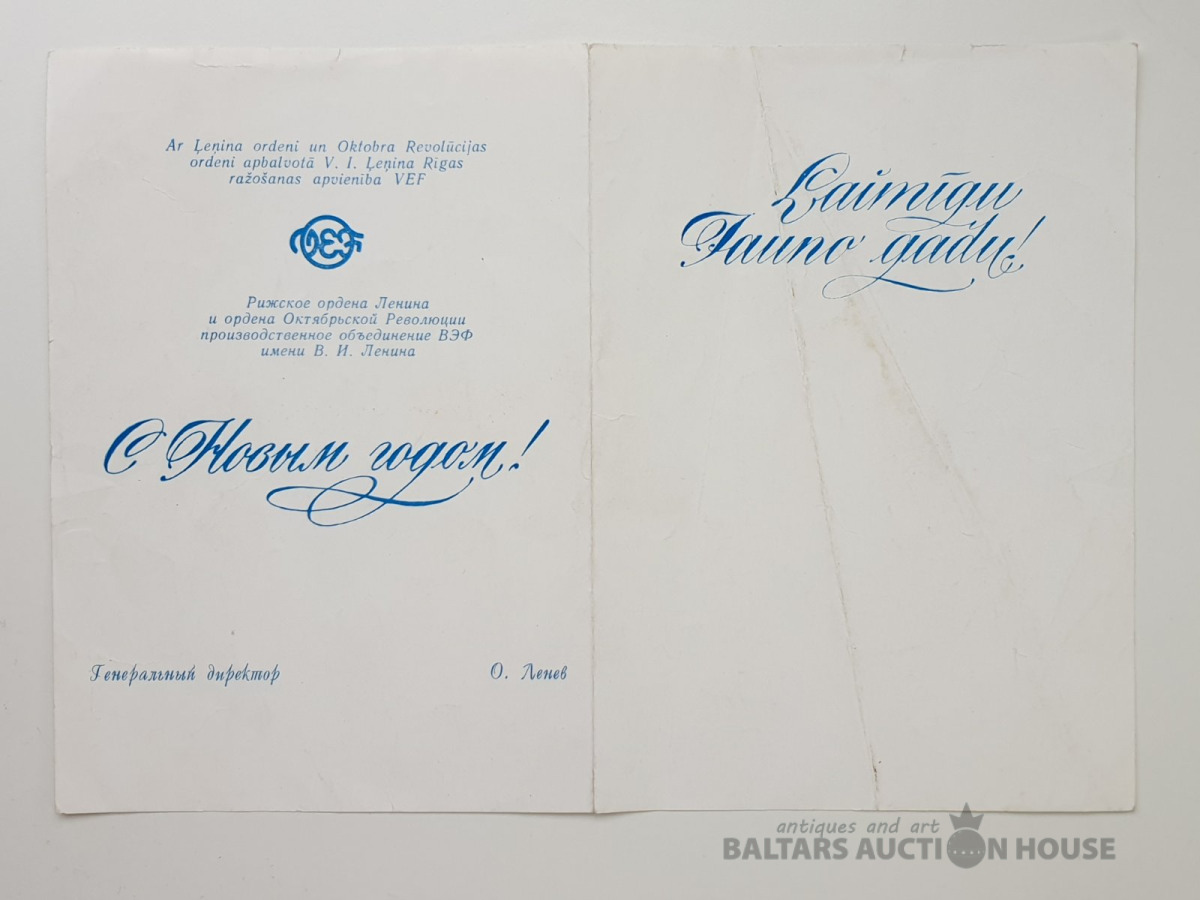 Ar Ļeņina ordeni un Oktobra Revolūcijas
ordeni apbalvotā V. I. Ļeņina Rīgas
ražošanas apvienība VEF
VEF
Рижское ордена Ленина
и ордена Октябрьской Революции
производственное объединение ВЭФ
имени В. И. Ленина
С Новым годом!
Генеральный директор О. Ленев
Laimīgu
Jauno gadu!
antiques and art
BALTARS AUCTION HOUSE